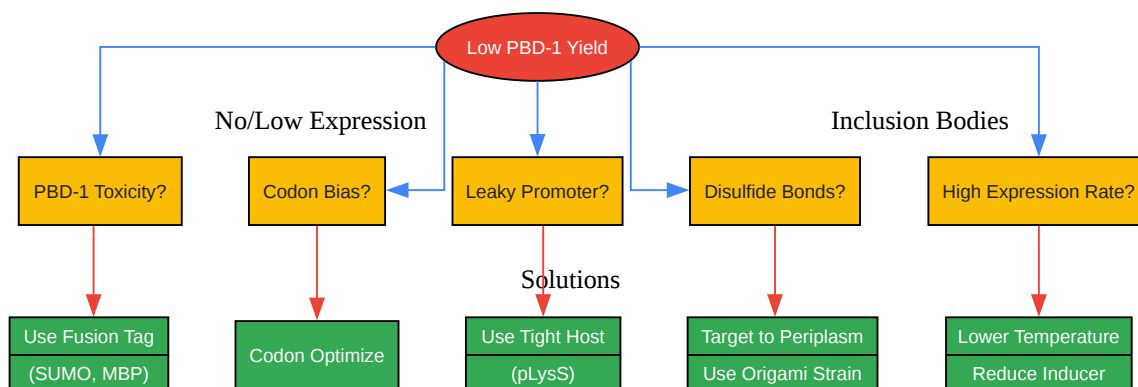 Low PBD-1 Yield
No/Low Expression
Inclusion Bodies
PBD-1 Toxicity?
Codon Bias?
Leaky Promoter?
Disulfide Bonds?
High Expression Rate?
Solutions
Use Fusion Tag
(SUMO, MBP)
Codon Optimize
Use Tight Host
(pLysS)
Target to Periplasm
Use Origami Strain
Lower Temperature
Reduce Inducer